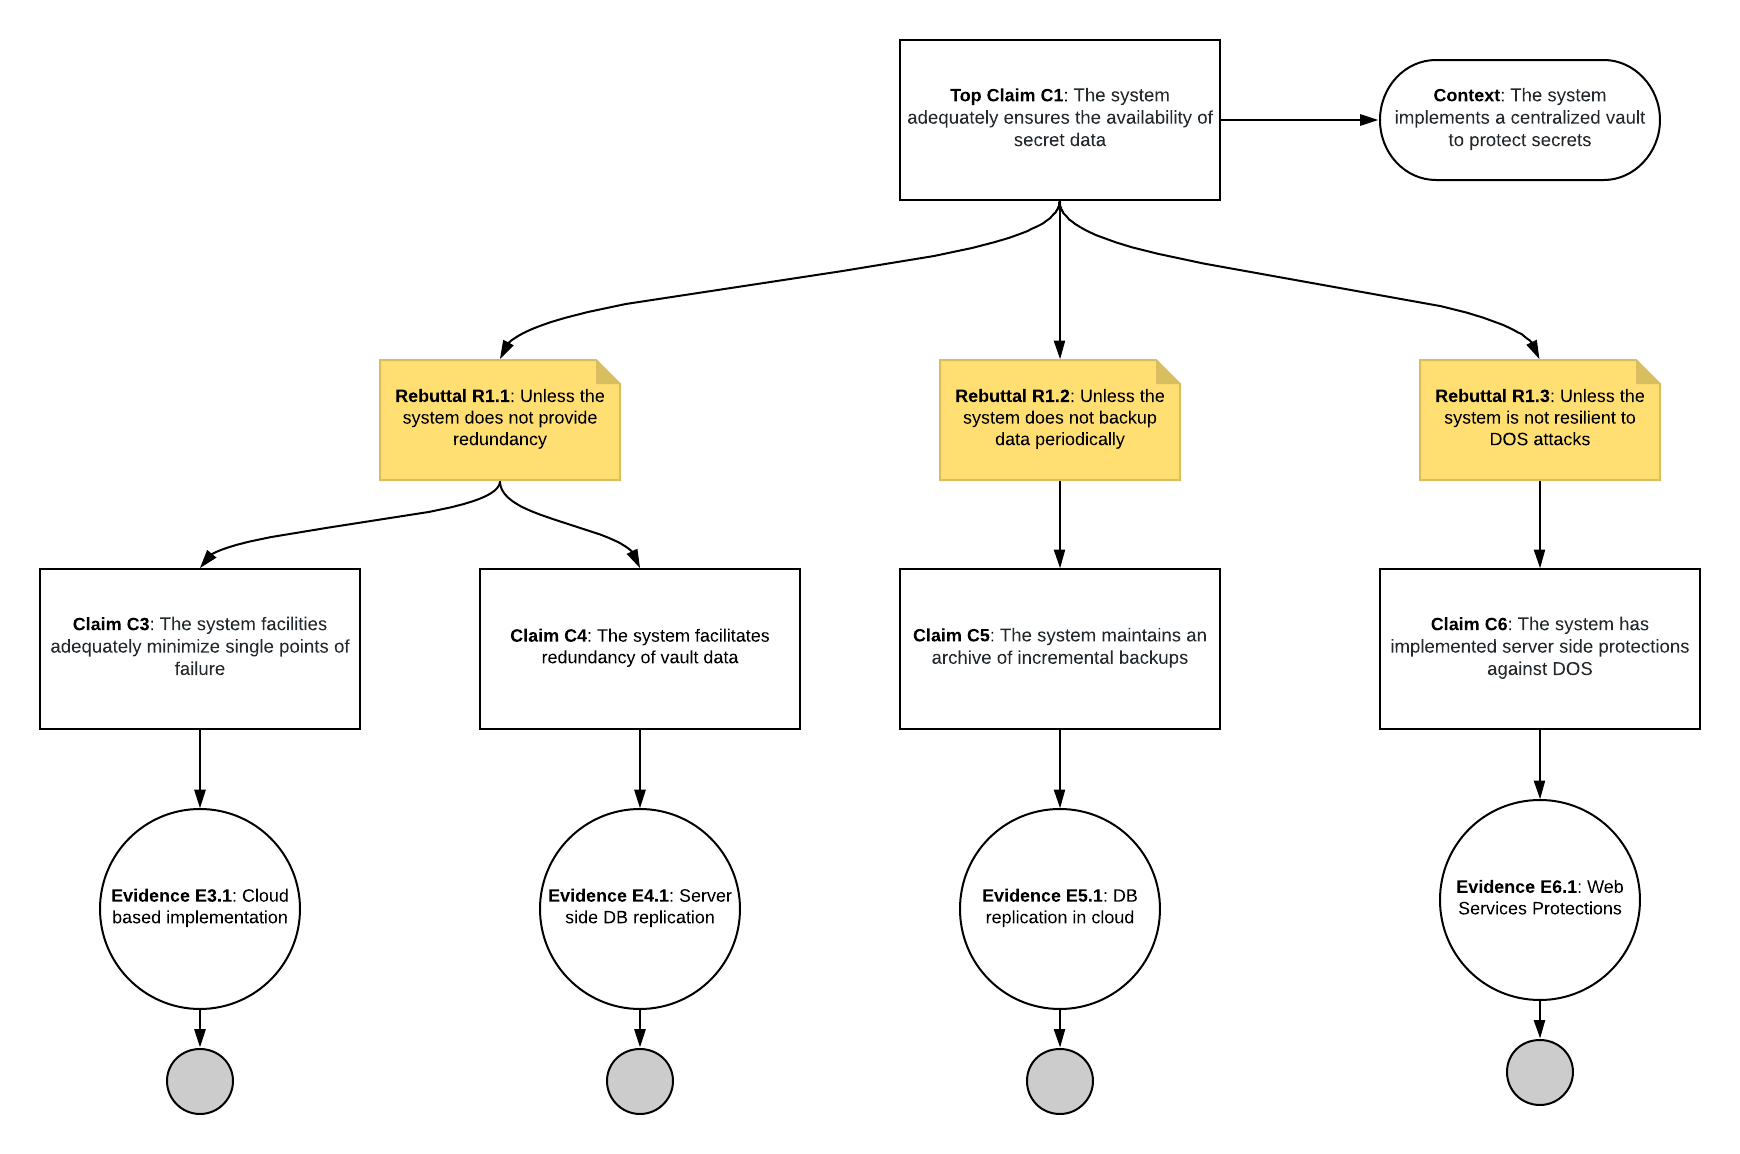 Top Claim C1: The system
adequately ensures the availability of
secret data
Context: The system
implements a centralized vault
to protect secrets
Rebuttal R1.1: Unless the
system does not provide
redundancy
Rebuttal R1.2: Unless the
system does not backup
data periodically
Rebuttal R1.3: Unless the
system is not resilient to
DOS attacks
Claim C3: The system facilities
adequately minimize single points of
failure
Claim C4: The system facilitates
redundancy of vault data
Claim C5: The system maintains an
archive of incremental backups
Claim C6: The system has
implemented server side protections
against DOS
Evidence E3.1: Cloud
based implementation
Evidence E4.1: Server
side DB replication
Evidence E5.1: DB
replication in cloud
Evidence E6.1: Web
Services Protections